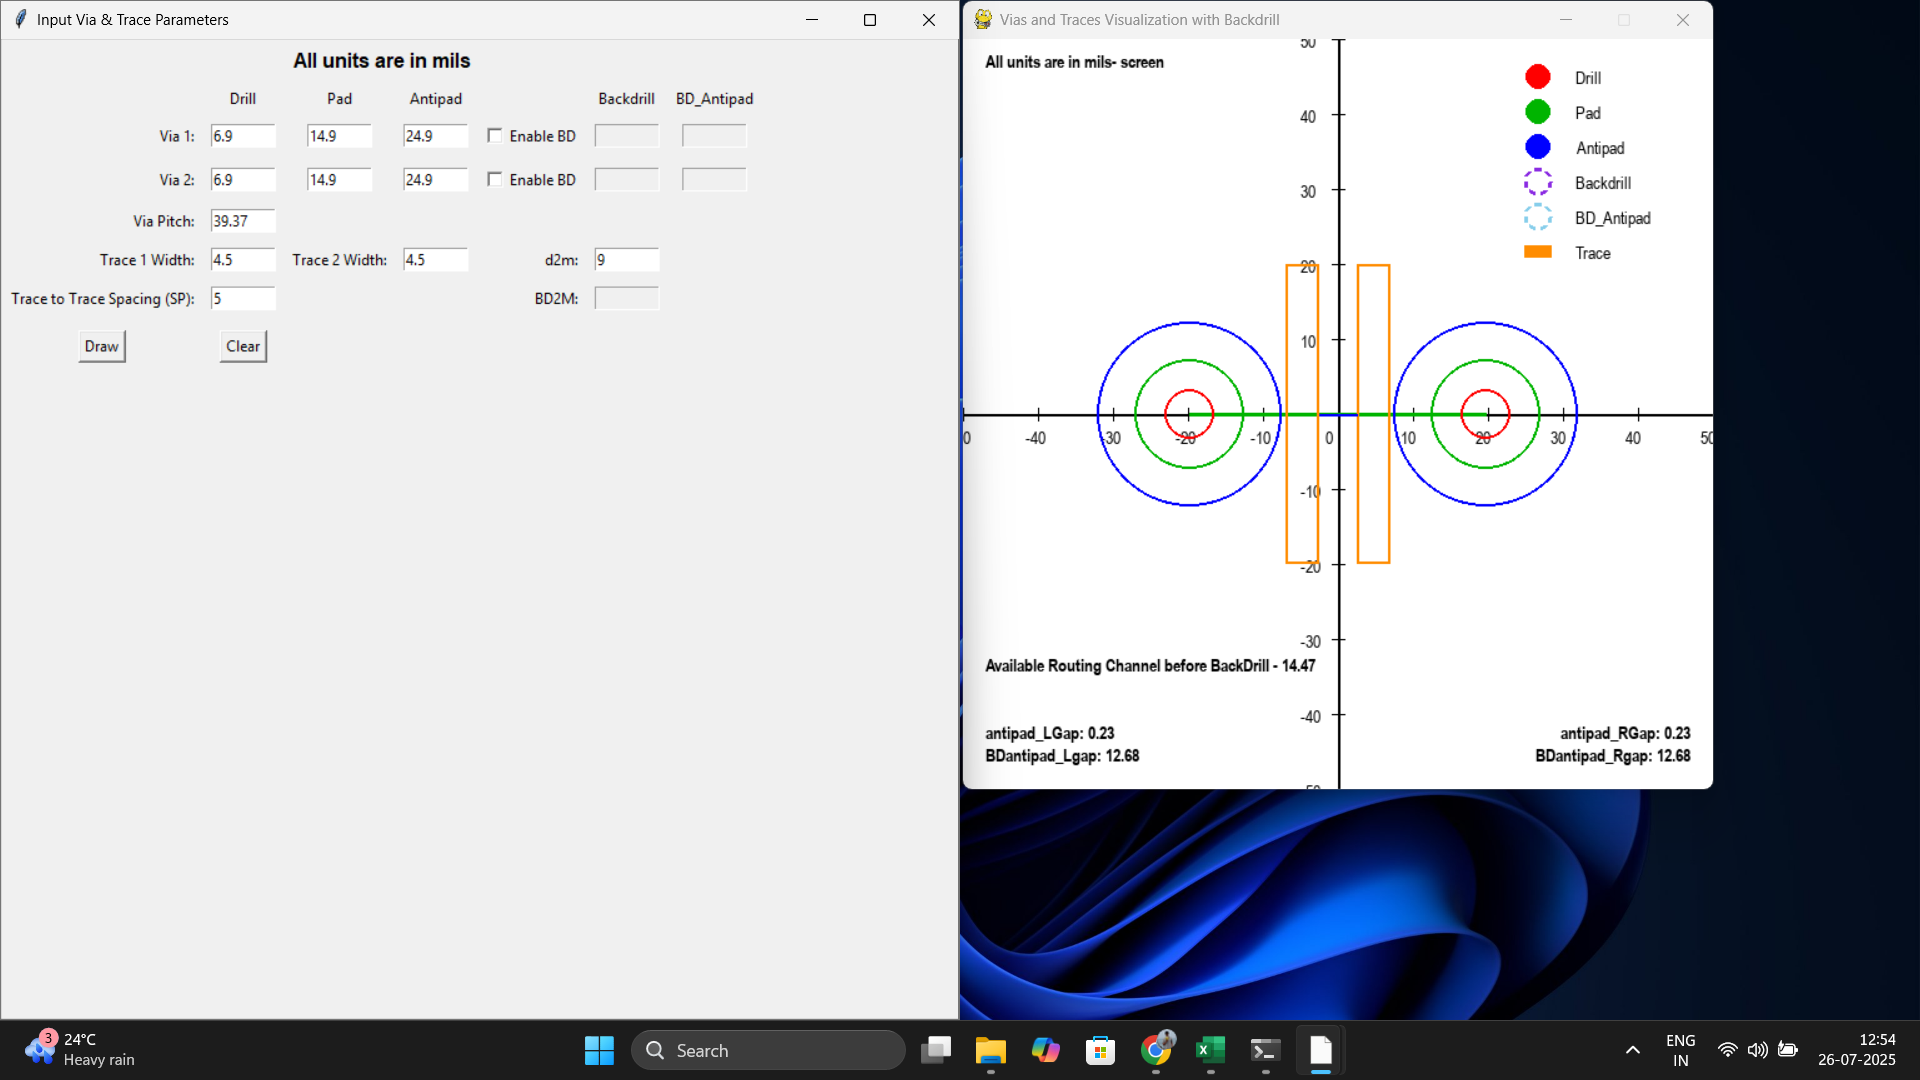 Input Via & Trace Parameters
All units are in mils
Drill Pad Antipad Backdrill BD_Antipad
Via 1: 6.9 14.9 24.9 Enable BD
Via 2: 6.9 14.9 24.9 Enable BD
Via Pitch: 39.37
Trace 1 Width: 4.5 Trace 2 Width: 4.5 d2m: 9
Trace to Trace Spacing (SP): 5 BD2M:
Draw Clear
Vias and Traces Visualization with Backdrill
All units are in mils- screen
50
40
30
20
10
0 -40 -30 -20 -10 0 10 20 30 40 50
-10
-20
-30
-40
-50
Drill
Pad
Antipad
Backdrill
BD_Antipad
Trace
Available Routing Channel before BackDrill - 14.47
antipad_LGap: 0.23
BDantipad_Lgap: 12.68
antipad_RGap: 0.23
BDantipad_Rgap: 12.68
3
24°C
Heavy rain
Search
ENG
IN
12:54
26-07-2025